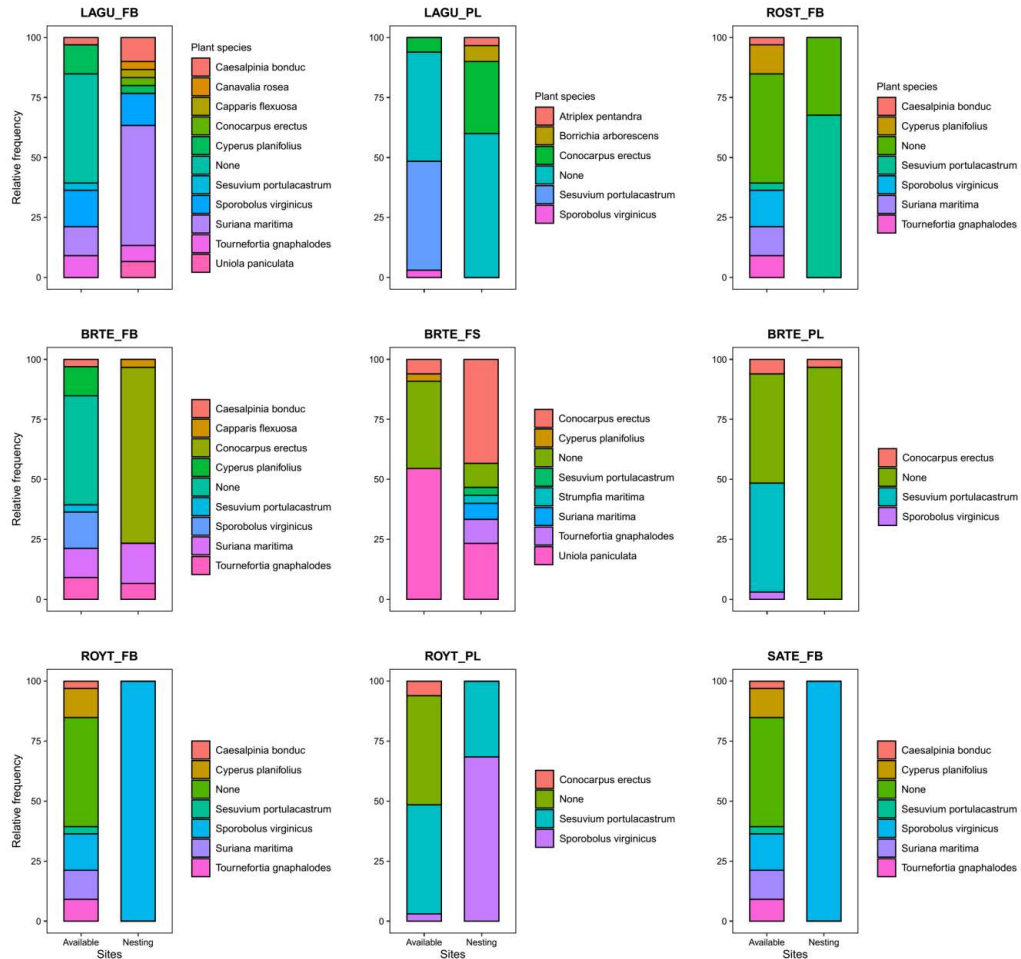 LAGU_FB
Relative frequency
100
75
50
25
0
Plant species
Caesalpinia bonduc
Canavalia rosea
Capparis flexuosa
Conocarpus erectus
Cyperus planifolius
None
Sesuvium portulacastrum
Sporobolus virginicus
Suriana maritima
Tournefortia gnaphalodes
Uniola paniculata
LAGU_PL
100
75
50
25
0
Plant species
Atriplex pentandra
Borrichia arborescens
Conocarpus erectus
None
Sesuvium portulacastrum
Sporobolus virginicus
ROST_FB
100
75
50
25
0
Plant species
Caesalpinia bonduc
Cyperus planifolius
None
Sesuvium portulacastrum
Sporobolus virginicus
Suriana maritima
Tournefortia gnaphalodes
BRTE_FB
Relative frequency
100
75
50
25
0
Caesalpinia bonduc
Capparis flexuosa
Conocarpus erectus
Cyperus planifolius
None
Sesuvium portulacastrum
Sporobolus virginicus
Suriana maritima
Tournefortia gnaphalodes
BRTE_FS
100
75
50
25
0
Conocarpus erectus
Cyperus planifolius
None
Sesuvium portulacastrum
Strumpfia maritima
Suriana maritima
Tournefortia gnaphalodes
Uniola paniculata
BRTE_PL
100
75
50
25
0
Conocarpus erectus
None
Sesuvium portulacastrum
Sporobolus virginicus
ROYT_FB
Relative frequency
100
75
50
25
0
Available Nesting
Sites
Caesalpinia bonduc
Cyperus planifolius
None
Sesuvium portulacastrum
Sporobolus virginicus
Suriana maritima
Tournefortia gnaphalodes
ROYT_PL
100
75
50
25
0
Available Nesting
Sites
Conocarpus erectus
None
Sesuvium portulacastrum
Sporobolus virginicus
SATE_FB
100
75
50
25
0
Available Nesting
Sites
Caesalpinia bonduc
Cyperus planifolius
None
Sesuvium portulacastrum
Sporobolus virginicus
Suriana maritima
Tournefortia gnaphalodes